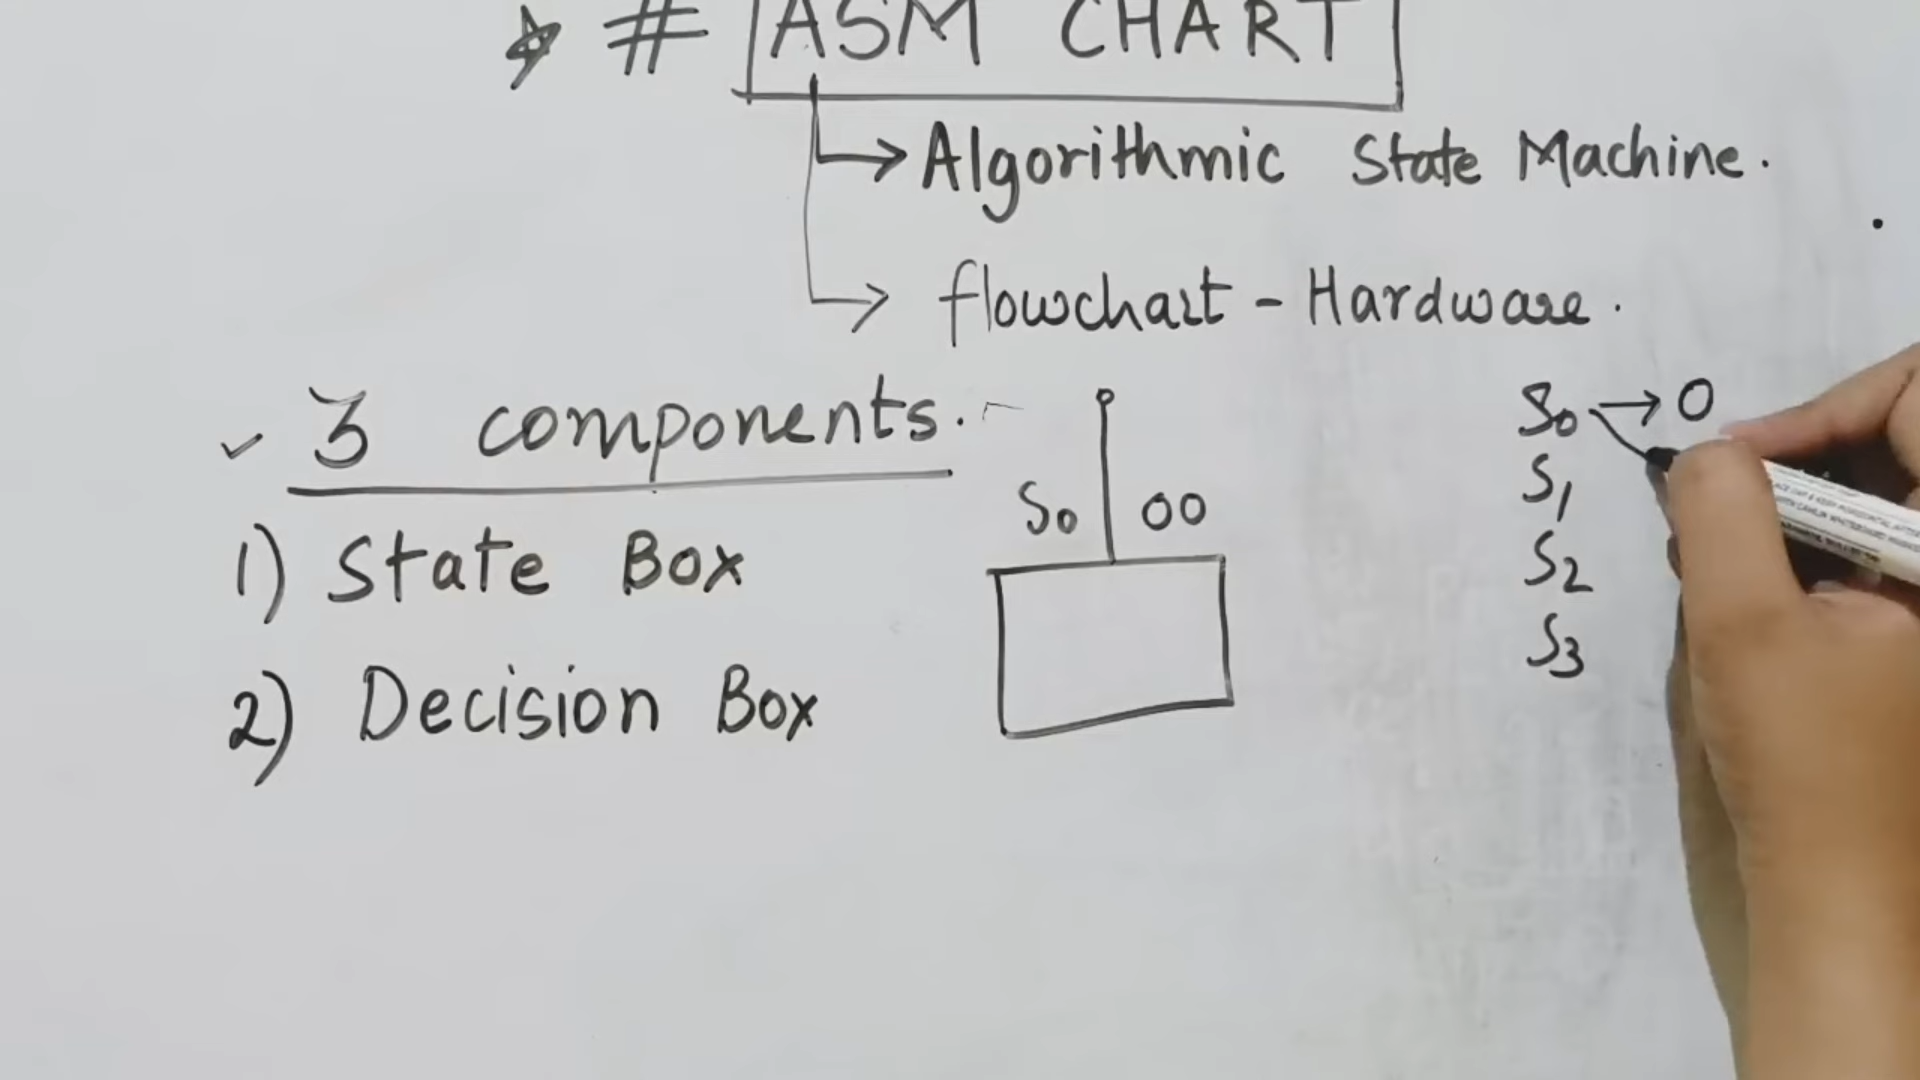 # ASM CHART
→ Algorithmic State Machine.
→ flowchart - Hardware.
✓ 3 components.
1) State Box
2) Decision Box
S0 00
S0 → 0
S1
S2
S3